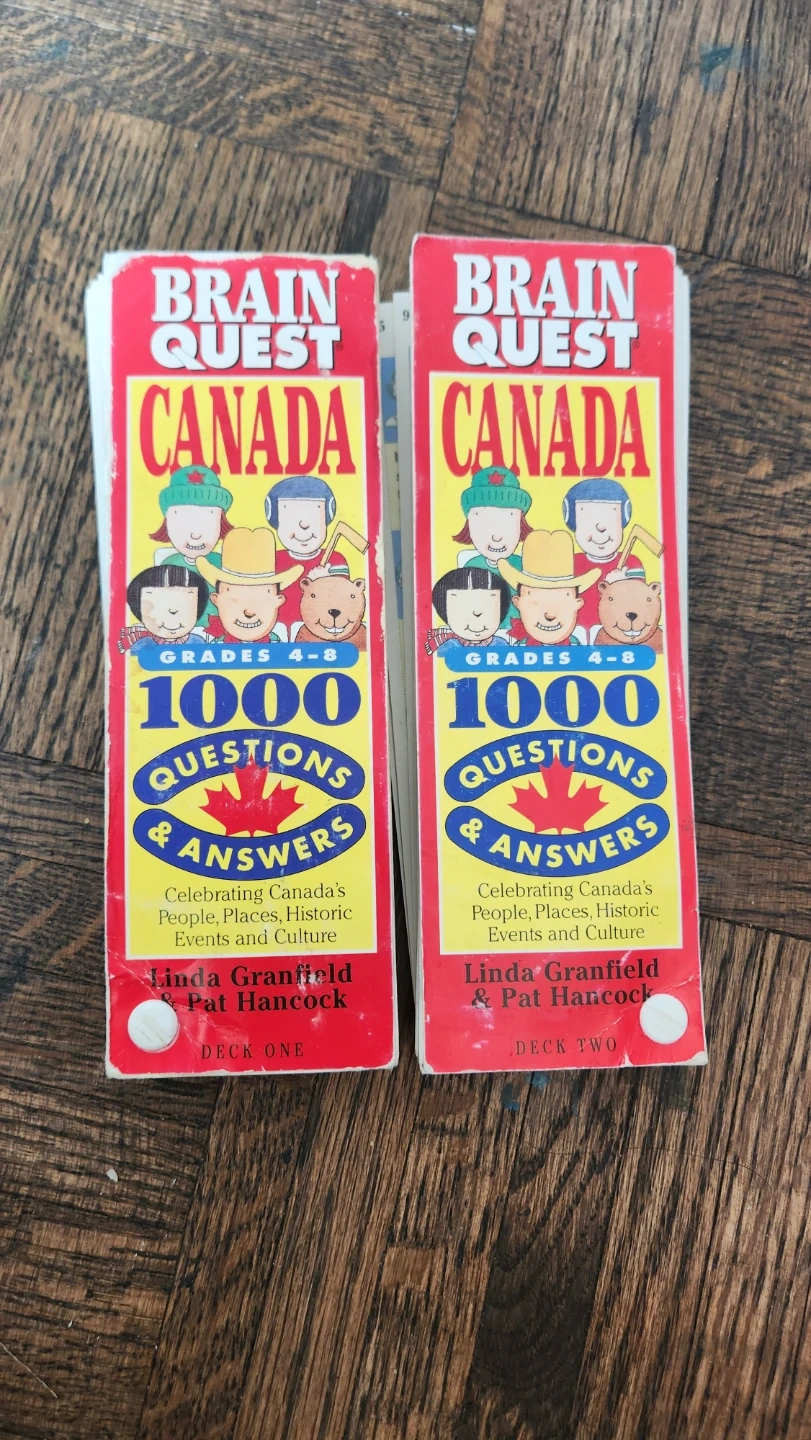 BRAIN
QUEST
CANADA
GRADES 4-8
1000
QUESTIONS
& ANSWERS
Celebrating Canada's
People, Places, Historic
Events and Culture
Linda Granfield
& Pat Hancock
DECK ONE
5
9
BRAIN
QUEST
CANADA
GRADES 4-8
1000
QUESTIONS
& ANSWERS
Celebrating Canada's
People, Places, Historic
Events and Culture
Linda Granfield
& Pat Hancock
DECK TWO